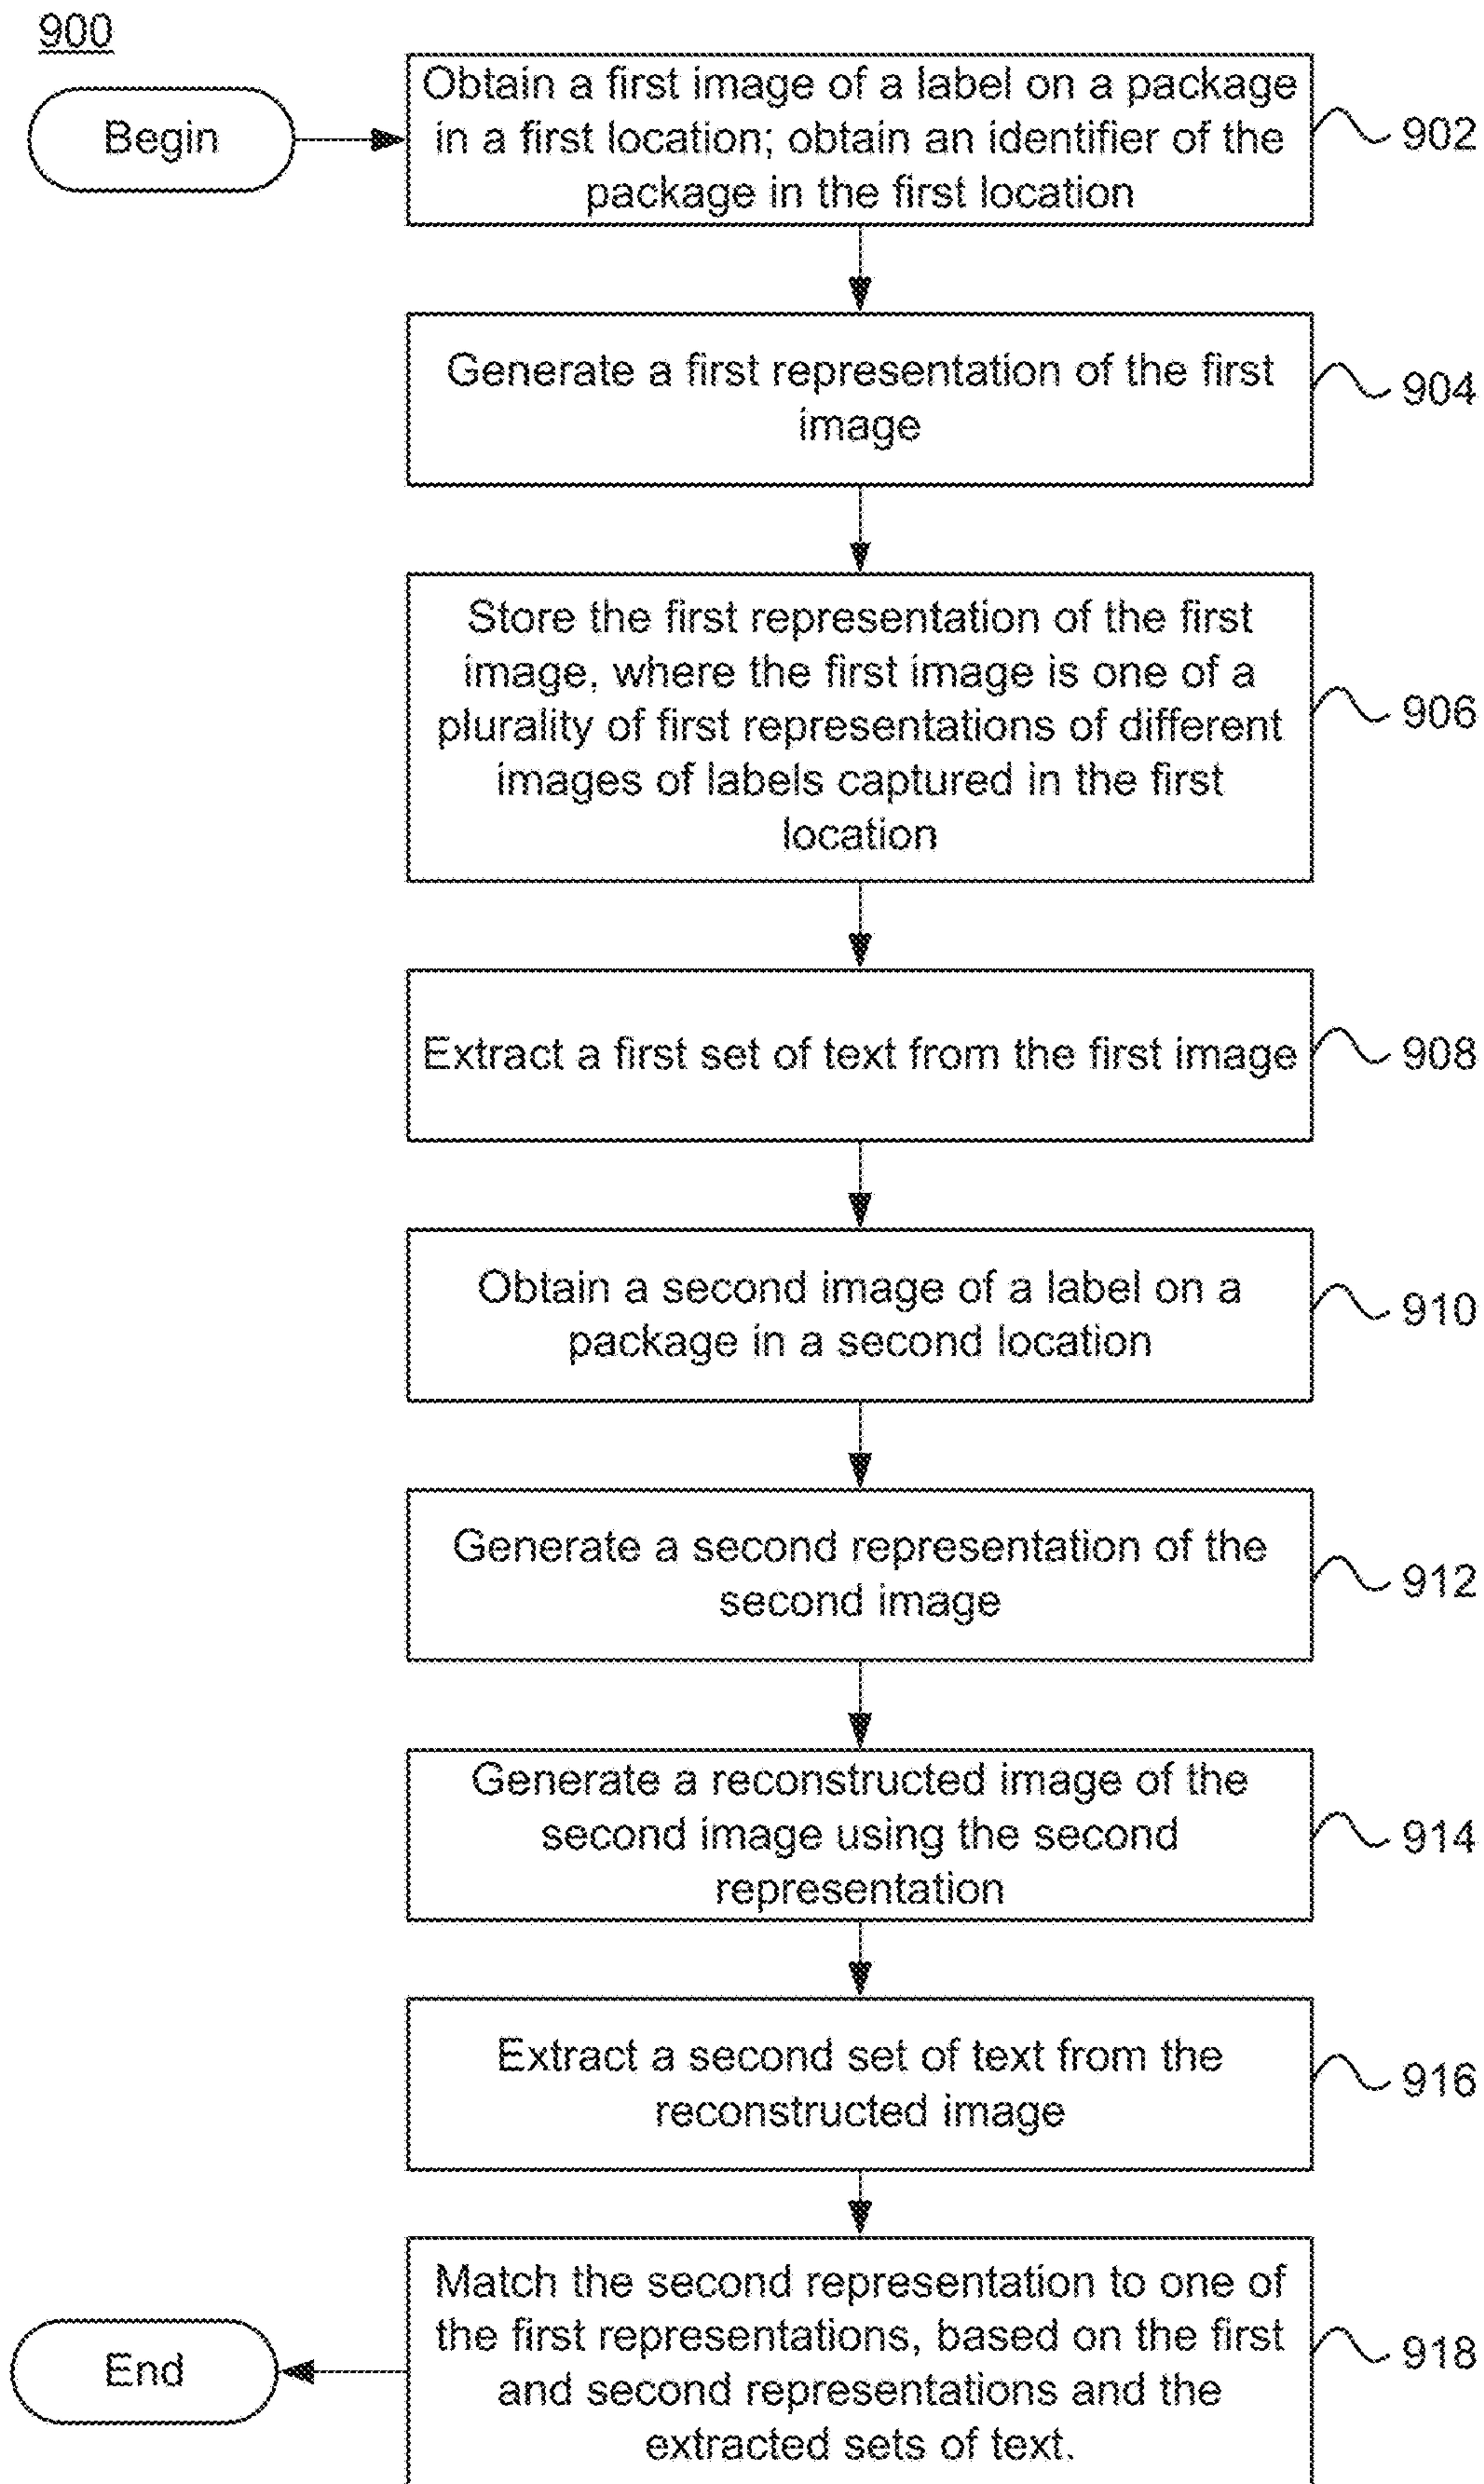 900
Begin
Obtain a first image of a label on a package
in a first location; obtain an identifier of the
package in the first location
902
Generate a first representation of the first
image
904
Store the first representation of the first
image, where the first image is one of a
plurality of first representations of different
images of labels captured in the first
location
906
Extract a first set of text from the first image
908
Obtain a second image of a label on a
package in a second location
910
Generate a second representation of the
second image
912
Generate a reconstructed image of the
second image using the second
representation
914
Extract a second set of text from the
reconstructed image
916
Match the second representation to one of
the first representations, based on the first
and second representations and the
extracted sets of text.
918
End